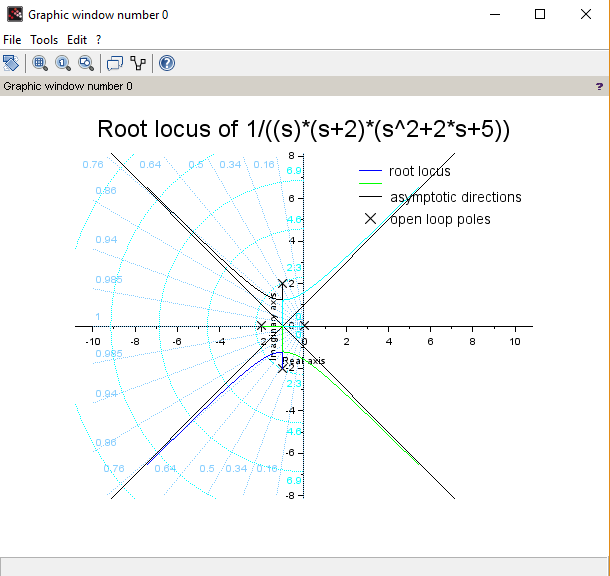 Graphic window number 0
File Tools Edit ?
Graphic window number 0 ?
Root locus of 1/((s)*(s+2)*(s^2+2*s+5))
0.76 0.64 0.5 0.34 0.16 8 6.9 root locus
0.86 6 asymptotic directions
4.6 open loop poles
0.94 4
0.985 2.3
2
1 0
-10 -8 -6 -4 -2 0 2 4 6 8 10
Imaginary axis
Real axis
0.985 -2
2.3
0.94 -4
4.6
0.86 -6
0.76 0.64 0.5 0.34 0.16 6.9
-8